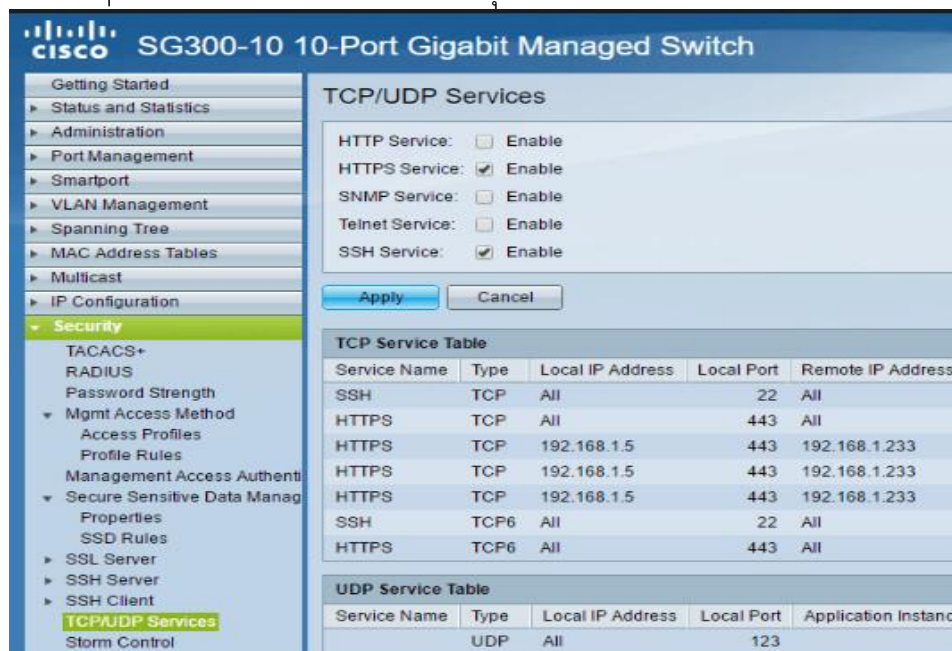 CISCO SG300-10 10-Port Gigabit Managed Switch
Getting Started
Status and Statistics
Administration
Port Management
Smartport
VLAN Management
Spanning Tree
MAC Address Tables
Multicast
IP Configuration
Security
TACACS+
RADIUS
Password Strength
Mgmt Access Method
Access Profiles
Profile Rules
Management Access Authenti
Secure Sensitive Data Manag
Properties
SSD Rules
SSL Server
SSH Server
SSH Client
TCP/UDP Services
Storm Control
TCP/UDP Services
HTTP Service: Enable
HTTPS Service: Enable
SNMP Service: Enable
Telnet Service: Enable
SSH Service: Enable
Apply Cancel
TCP Service Table
Service Name Type Local IP Address Local Port Remote IP Address
SSH TCP All 22 All
HTTPS TCP All 443 All
HTTPS TCP 192.168.1.5 443 192.168.1.233
HTTPS TCP 192.168.1.5 443 192.168.1.233
HTTPS TCP 192.168.1.5 443 192.168.1.233
SSH TCP6 All 22 All
HTTPS TCP6 All 443 All
UDP Service Table
Service Name Type Local IP Address Local Port Application Instanc
UDP All 123